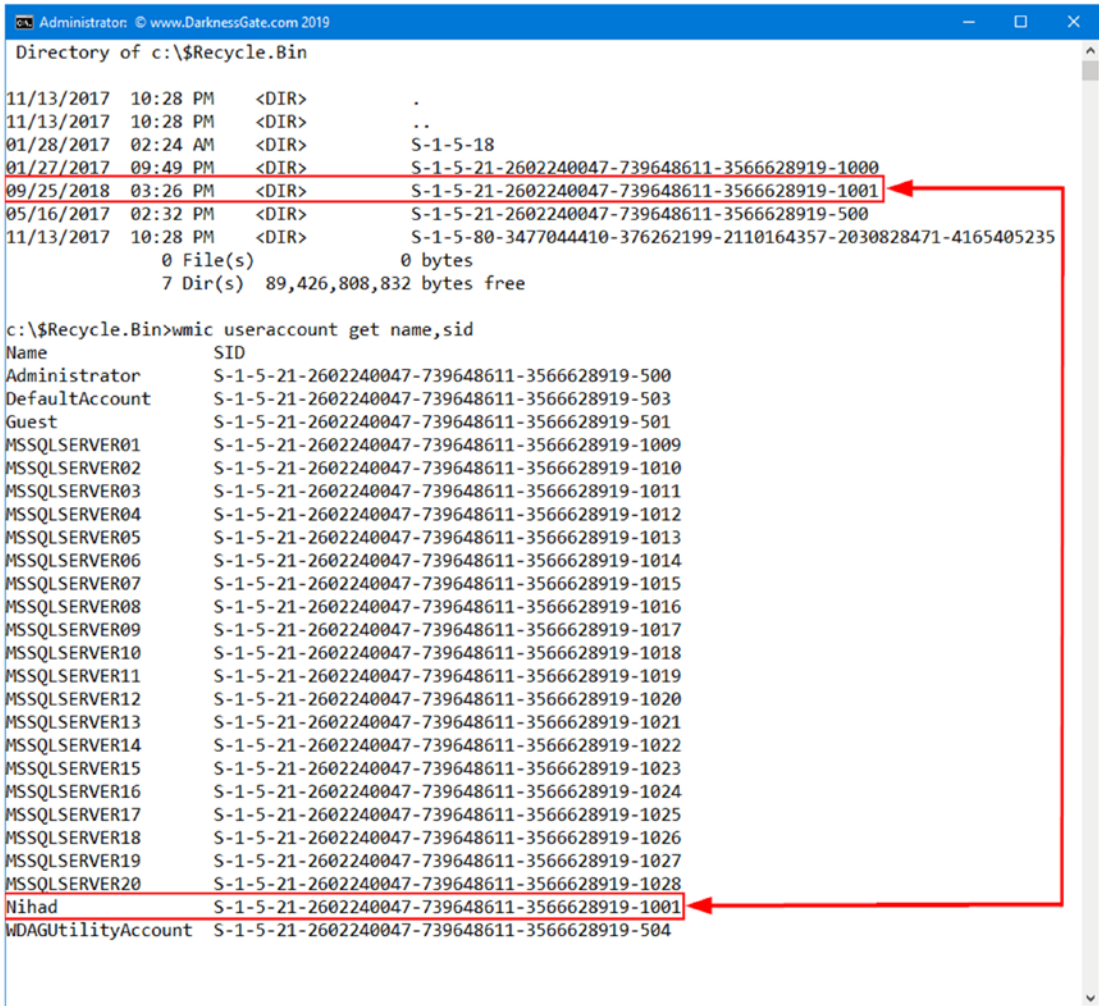 Administrator: © www.DarknessGate.com 2019
Directory of c:\$Recycle.Bin
11/13/2017 10:28 PM <DIR> .
11/13/2017 10:28 PM <DIR> ..
01/28/2017 02:24 AM <DIR> S-1-5-18
01/27/2017 09:49 PM <DIR> S-1-5-21-2602240047-739648611-3566628919-1000
09/25/2018 03:26 PM <DIR> S-1-5-21-2602240047-739648611-3566628919-1001
05/16/2017 02:32 PM <DIR> S-1-5-21-2602240047-739648611-3566628919-500
11/13/2017 10:28 PM <DIR> S-1-5-80-3477044410-376262199-2110164357-2030828471-4165405235
0 File(s) 0 bytes
7 Dir(s) 89,426,808,832 bytes free
c:\$Recycle.Bin>wmic useraccount get name,sid
Name SID
Administrator S-1-5-21-2602240047-739648611-3566628919-500
DefaultAccount S-1-5-21-2602240047-739648611-3566628919-503
Guest S-1-5-21-2602240047-739648611-3566628919-501
MSSQLSERVER01 S-1-5-21-2602240047-739648611-3566628919-1009
MSSQLSERVER02 S-1-5-21-2602240047-739648611-3566628919-1010
MSSQLSERVER03 S-1-5-21-2602240047-739648611-3566628919-1011
MSSQLSERVER04 S-1-5-21-2602240047-739648611-3566628919-1012
MSSQLSERVER05 S-1-5-21-2602240047-739648611-3566628919-1013
MSSQLSERVER06 S-1-5-21-2602240047-739648611-3566628919-1014
MSSQLSERVER07 S-1-5-21-2602240047-739648611-3566628919-1015
MSSQLSERVER08 S-1-5-21-2602240047-739648611-3566628919-1016
MSSQLSERVER09 S-1-5-21-2602240047-739648611-3566628919-1017
MSSQLSERVER10 S-1-5-21-2602240047-739648611-3566628919-1018
MSSQLSERVER11 S-1-5-21-2602240047-739648611-3566628919-1019
MSSQLSERVER12 S-1-5-21-2602240047-739648611-3566628919-1020
MSSQLSERVER13 S-1-5-21-2602240047-739648611-3566628919-1021
MSSQLSERVER14 S-1-5-21-2602240047-739648611-3566628919-1022
MSSQLSERVER15 S-1-5-21-2602240047-739648611-3566628919-1023
MSSQLSERVER16 S-1-5-21-2602240047-739648611-3566628919-1024
MSSQLSERVER17 S-1-5-21-2602240047-739648611-3566628919-1025
MSSQLSERVER18 S-1-5-21-2602240047-739648611-3566628919-1026
MSSQLSERVER19 S-1-5-21-2602240047-739648611-3566628919-1027
MSSQLSERVER20 S-1-5-21-2602240047-739648611-3566628919-1028
Nihad S-1-5-21-2602240047-739648611-3566628919-1001
WDAGUtilityAccount S-1-5-21-2602240047-739648611-3566628919-504